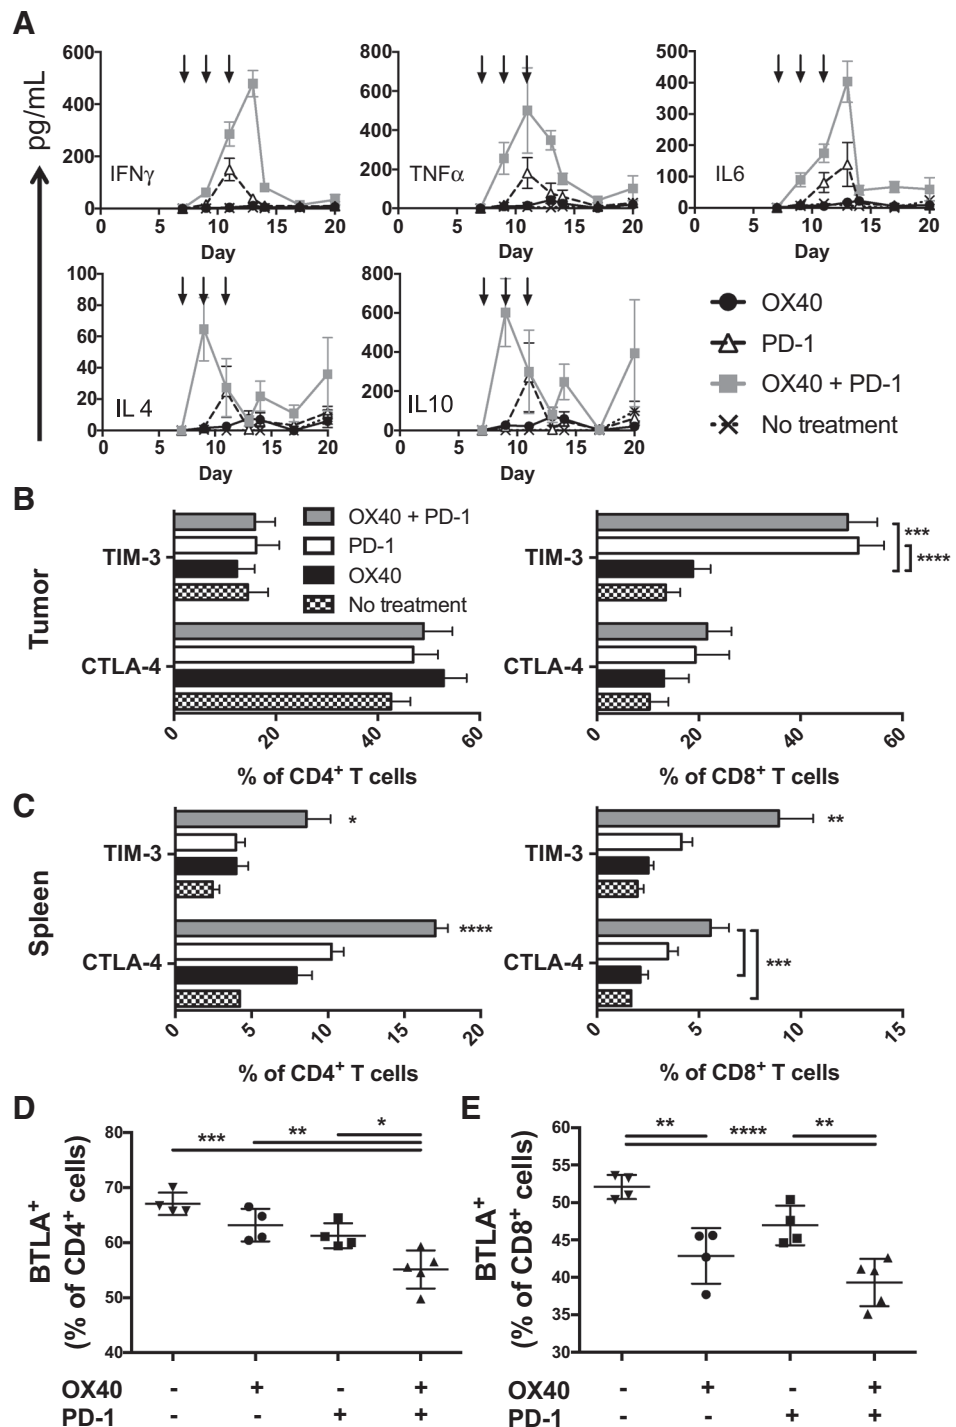 A
pg/mL
600
400
200
0
IFNγ
0 5 10 15 20
Day
800
600
400
200
0
TNFα
0 5 10 15 20
Day
500
400
300
200
100
0
IL6
0 5 10 15 20
Day
100
80
60
40
20
0
IL 4
0 5 10 15 20
Day
800
600
400
200
0
IL10
0 5 10 15 20
Day
OX40
PD-1
OX40 + PD-1
No treatment
B
Tumor
TIM-3
CTLA-4
OX40 + PD-1
PD-1
OX40
No treatment
0 20 40 60
% of CD4+ T cells
TIM-3
***
****
CTLA-4
0 20 40 60
% of CD8+ T cells
C
Spleen
TIM-3
*
CTLA-4
****
0 5 10 15 20
% of CD4+ T cells
TIM-3
**
CTLA-4
***
0 5 10 15
% of CD8+ T cells
D
BTLA+
(% of CD4+ cells)
80
70
60
50
40
*** ** *
OX40 - + - +
PD-1 - - + +
E
BTLA+
(% of CD8+ cells)
60
55
50
45
40
35
30
** **** **
OX40 - + - +
PD-1 - - + +